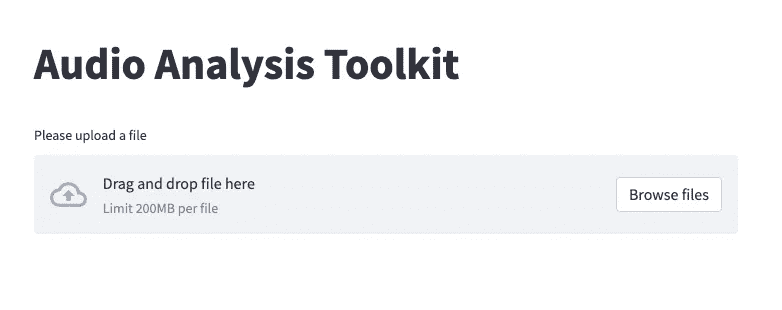 Audio Analysis Toolkit
Please upload a file
Drag and drop file here
Limit 200MB per file
Browse files